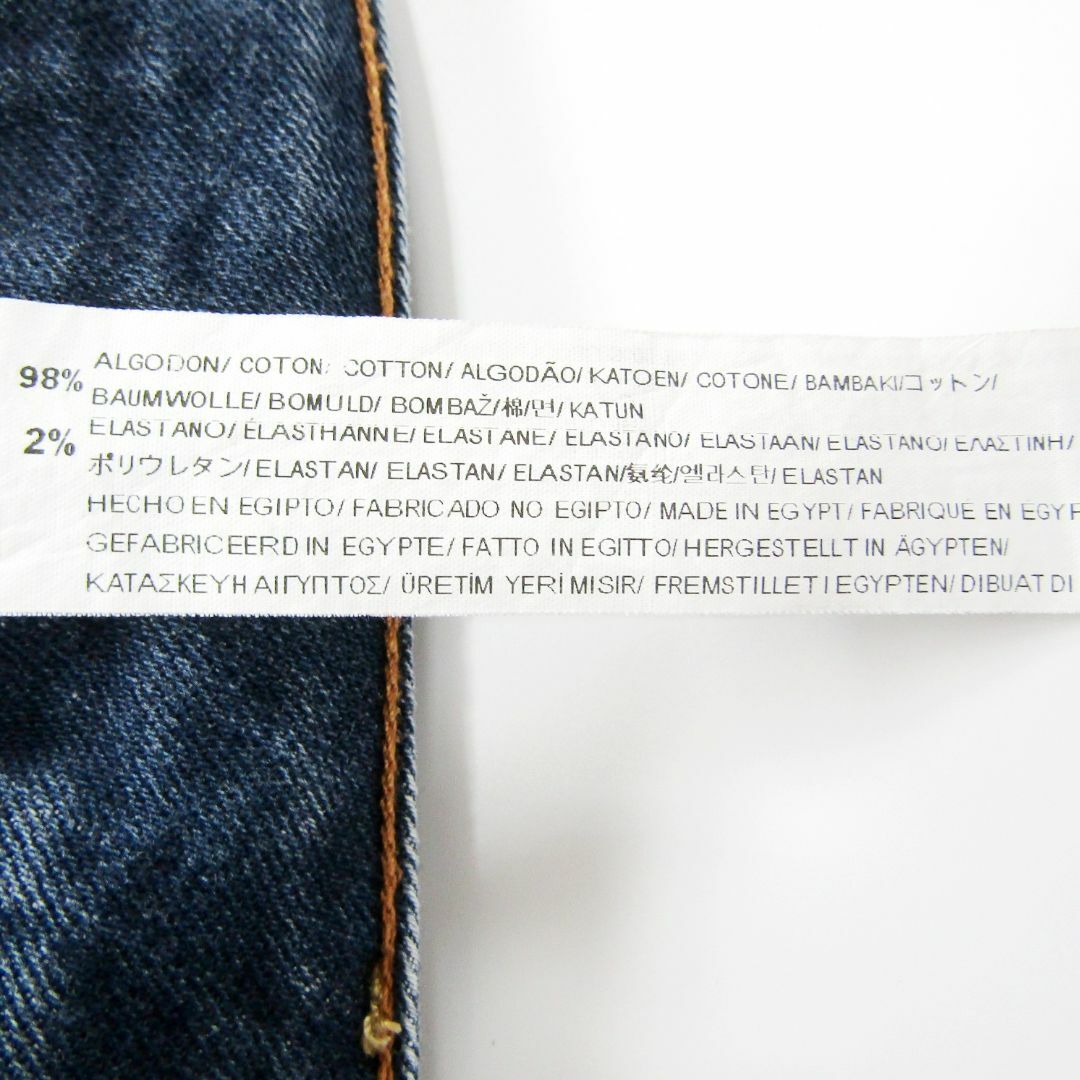 98% ALGODON/ COTON/ COTTON/ ALGODÃO/ KATOEN/ COTONE/ BAMBAKI/コットン/
BAUMWOLLE/ BOMULD/ BOMBAŽ/棉/면/ KATUN
2% ELASTANO/ ÉLASTHANNE/ ELASTANE/ ELASTANO/ ELASTAAN/ ELASTANO/ ΕΛΑΣΤΙΝΗ/
ポリウレタン/ ELASTAN/ ELASTAN/ ELASTAN/氨纶/엘라스탄/ ELASTAN
HECHO EN EGIPTO/ FABRICADO NO EGIPTO/ MADE IN EGYPT/ FABRIQUÉ EN
GEFABRICEERD IN EGYPTE/ FATTO IN EGITTO/ HERGESTELLT IN ÄGYPTEN/
ΚΑΤΑΣΚΕΥΗ ΑΙΓΥΠΤΟΣ/ ÜRETİM YERİ MISIR/ FREMSTILLET I EGYPTEN/ DIBUAT DI